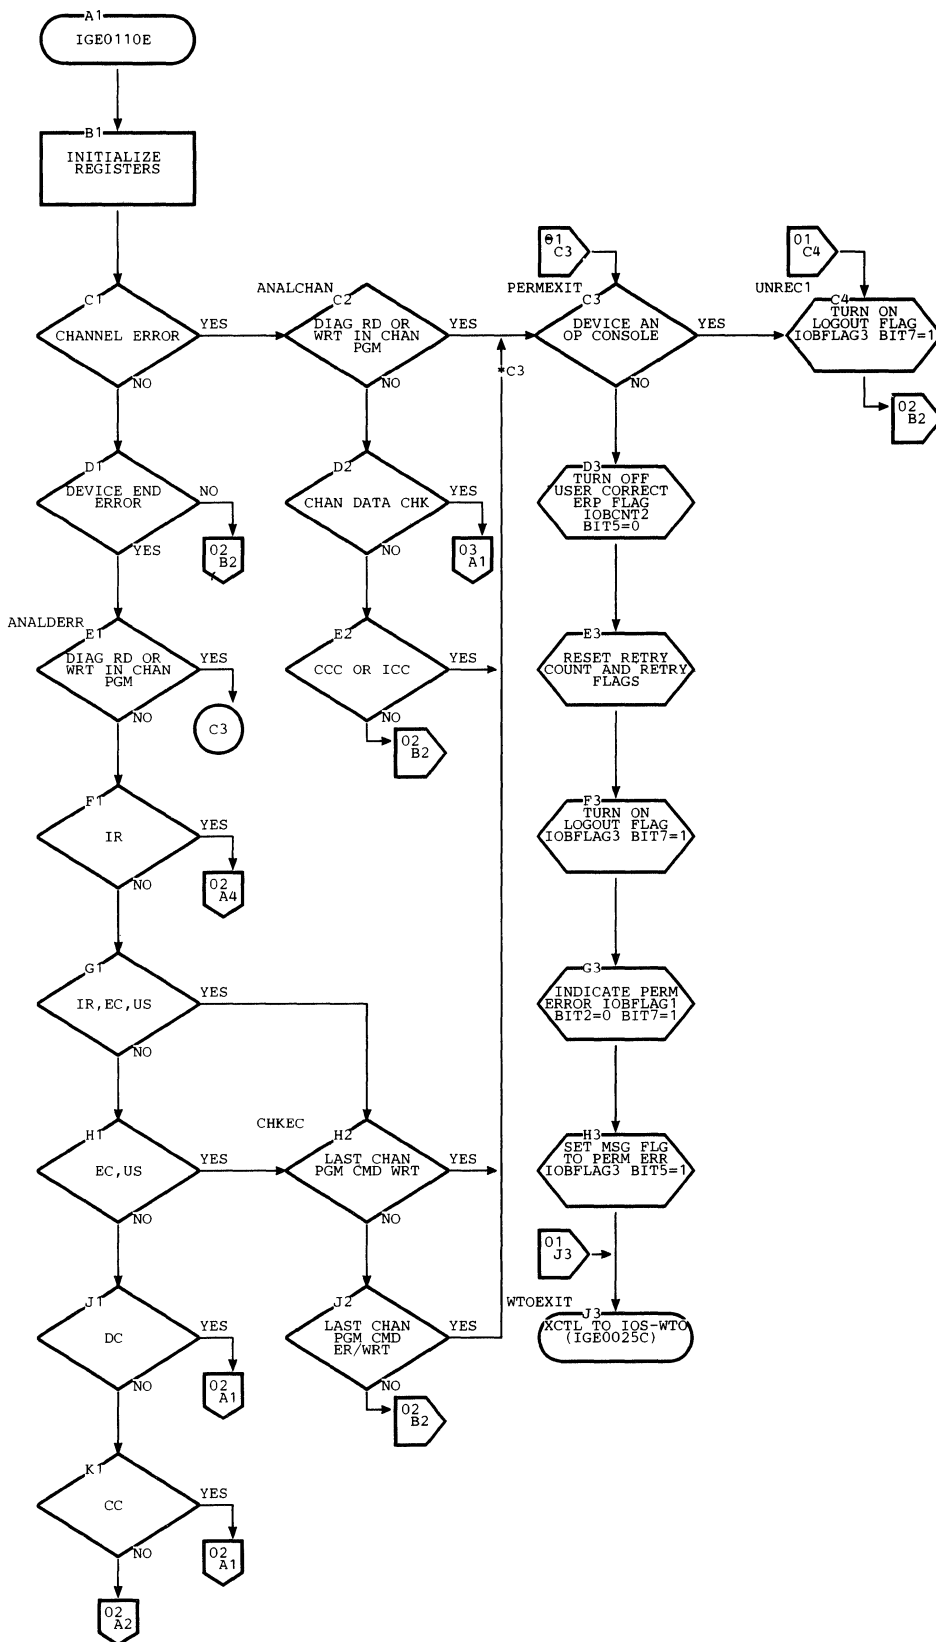 A1
IGE0110E
B1
INITIALIZE
REGISTERS
C1
CHANNEL ERROR
YES
NO
ANALCHAN
C2
DIAG RD OR
WRT IN CHAN
PGM
YES
NO
01
C3
PERMEXIT
C3
DEVICE AN
OP CONSOLE
YES
NO
*C3
01
C4
UNREC1
C4
TURN ON
LOGOUT FLAG
IOBFLAG3 BIT7=1
02
B2
D1
DEVICE END
ERROR
NO
YES
02
B2
D2
CHAN DATA CHK
YES
NO
03
A1
D3
TURN OFF
USER CORRECT
ERP FLAG
IOBCNT2
BIT5=0
ANALDERR
E1
DIAG RD OR
WRT IN CHAN
PGM
YES
NO
C3
E2
CCC OR ICC
YES
NO
02
B2
E3
RESET RETRY
COUNT AND RETRY
FLAGS
F1
IR
YES
NO
02
A4
F3
TURN ON
LOGOUT FLAG
IOBFLAG3 BIT7=1
G1
IR,EC,US
YES
NO
G3
INDICATE PERM
ERROR IOBFLAG1
BIT2=0 BIT7=1
H1
EC,US
YES
NO
CHKEC
H2
LAST CHAN
PGM CMD WRT
YES
NO
H3
SET MSG FLG
TO PERM ERR
IOBFLAG3 BIT5=1
01
J3
J1
DC
YES
NO
02
A1
J2
LAST CHAN
PGM CMD
ER/WRT
YES
NO
02
B2
WTOEXIT
J3
XCTL TO IOS-WTO
(IGE0025C)
K1
CC
YES
NO
02
A1
02
A2